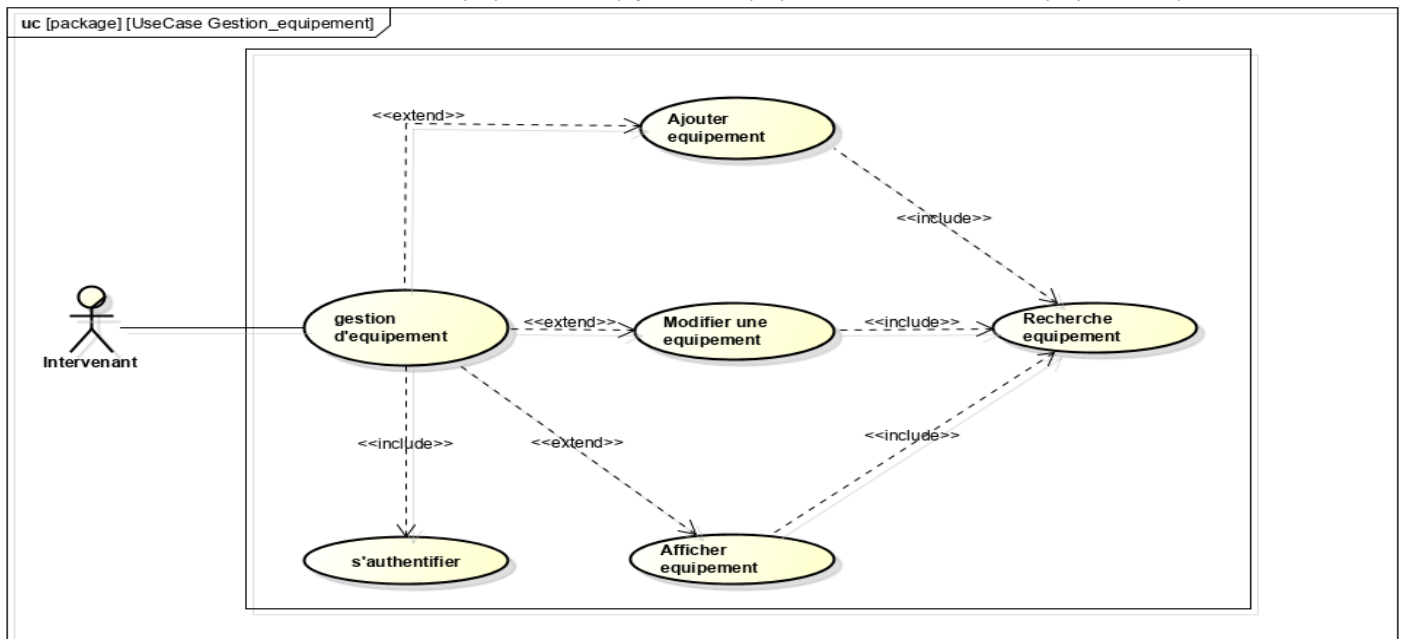 uc [package] [UseCase Gestion_equipement]
<<extend>>
Ajouter
equipement
<<include>>
gestion
d'equipement
<<extend>>
Modifier une
equipement
<<include>>
Recherche
equipement
Intervenant
<<include>>
<<extend>>
<<include>>
s'authentifier
Afficher
equipement